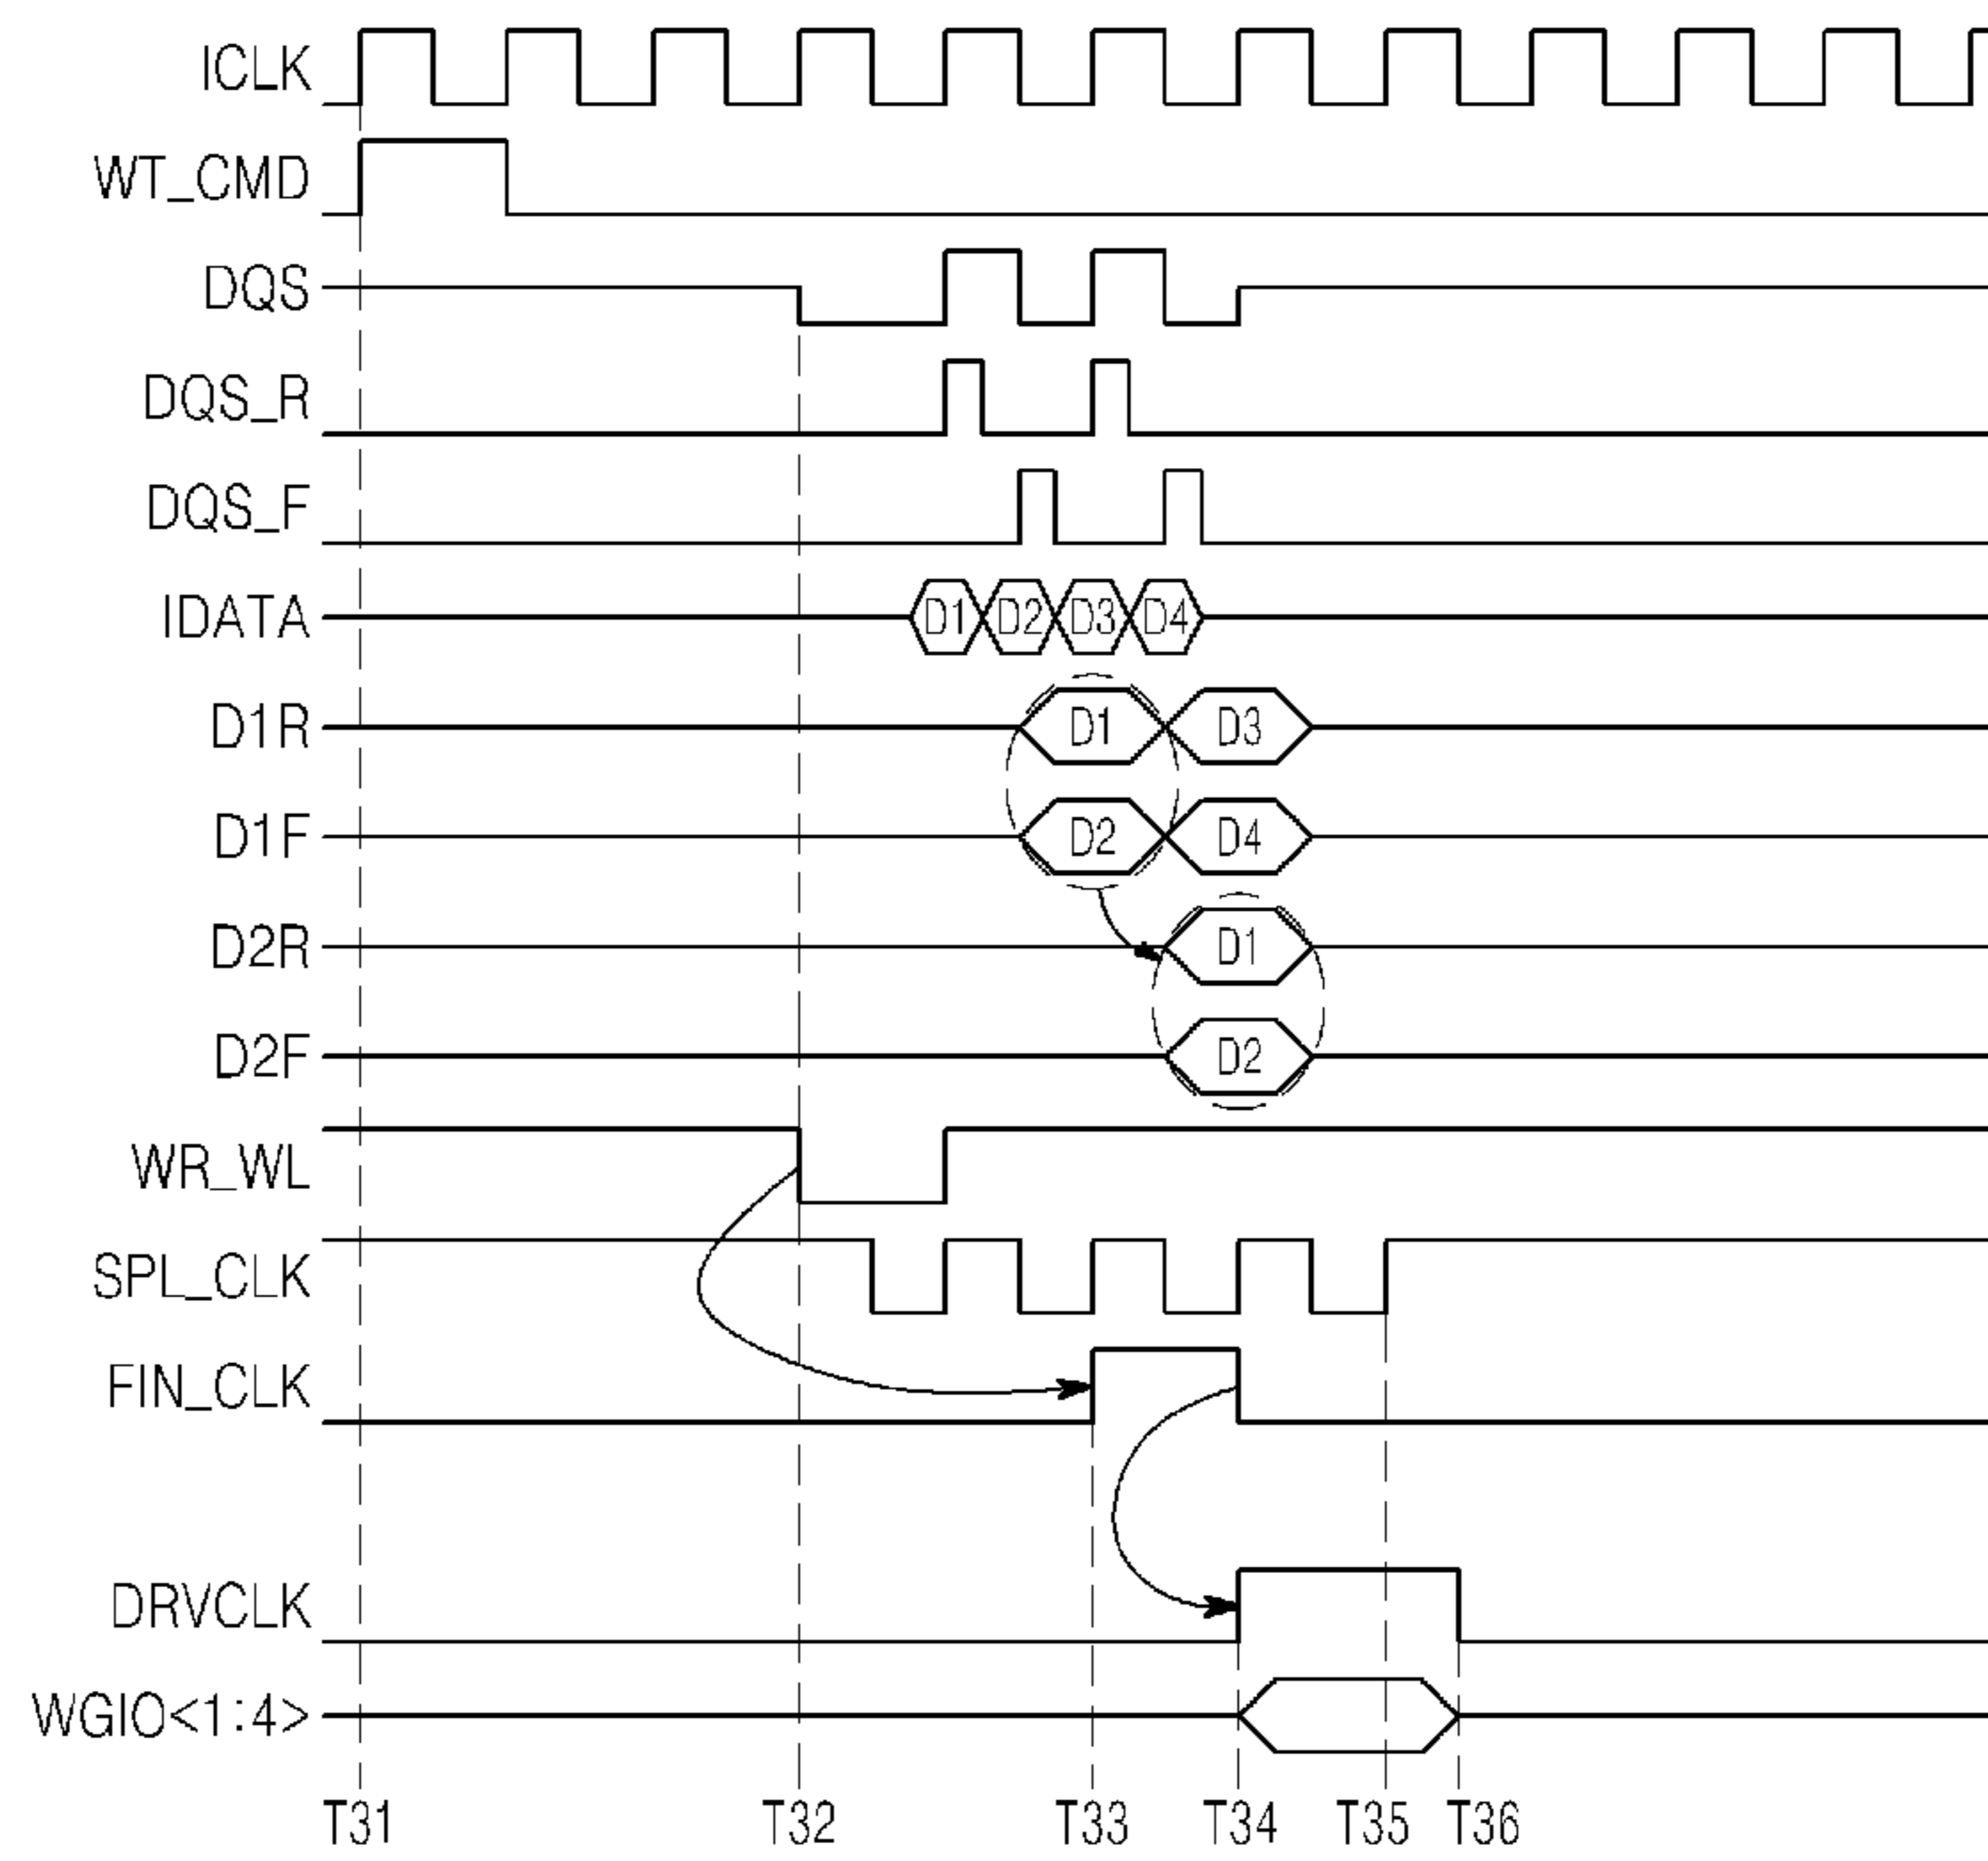 ICLK
WT_CMD
DQS
DQS_R
DQS_F
IDATA D1 D2 D3 D4
D1R D1 D3
D1F D2 D4
D2R D1
D2F D2
WR_WL
SPL_CLK
FIN_CLK
DRVCLK
WGIO<1:4>
T31 T32 T33 T34 T35 T36